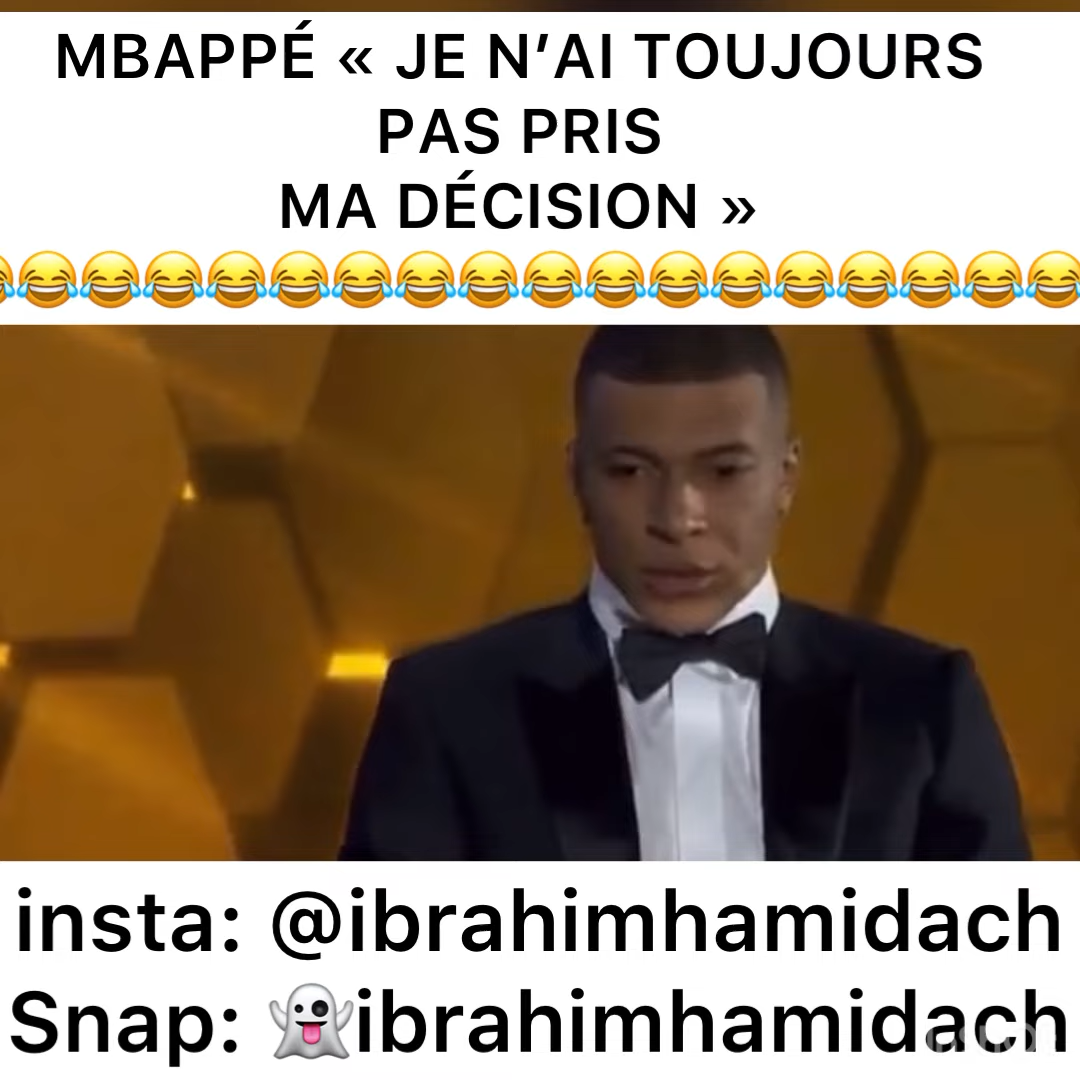 MBAPPÉ « JE N’AI TOUJOURS
PAS PRIS
MA DÉCISION »
😂😂😂😂😂😂😂😂😂😂😂😂😂😂😂😂😂😂
insta: @ibrahimhamidach
Snap: 👻ibrahimhamidach